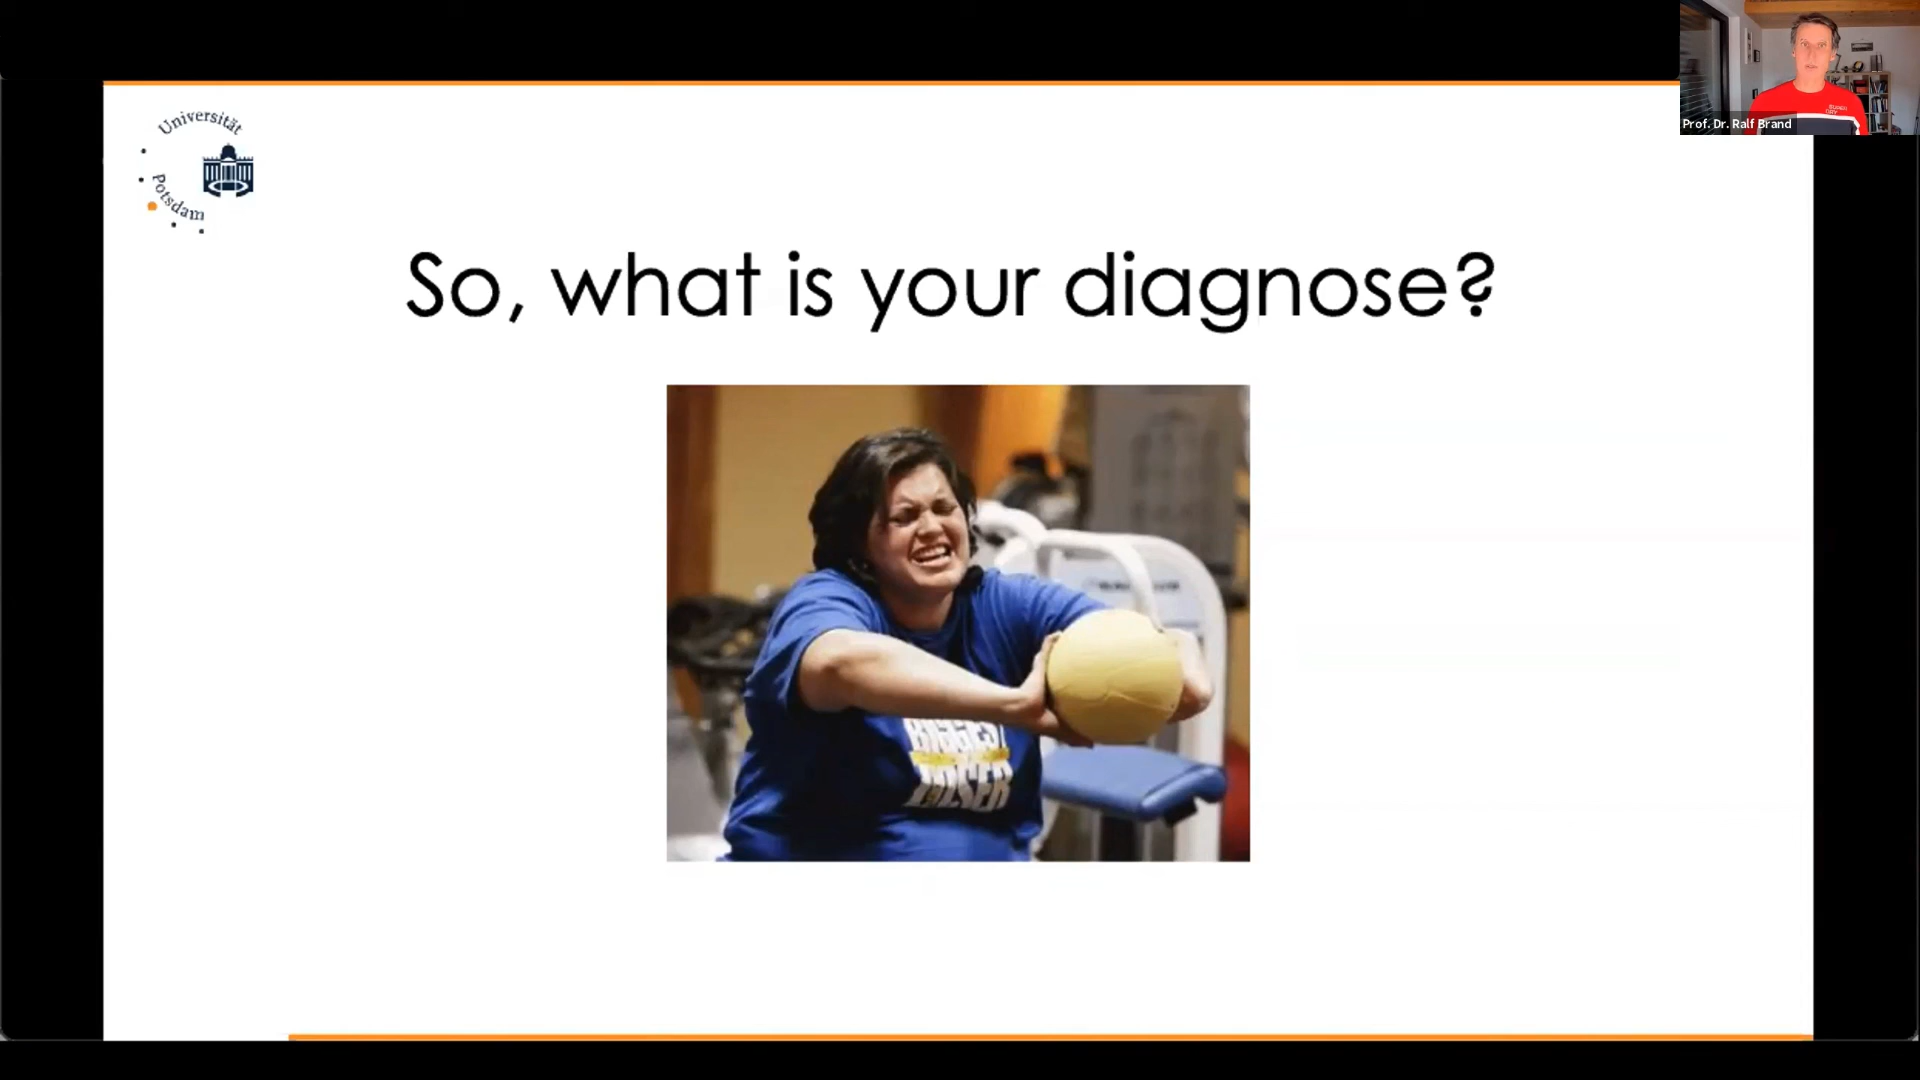 Prof. Dr. Ralf Brand
Universität
Potsdam
So, what is your diagnose?
BIGGEST
LOSER